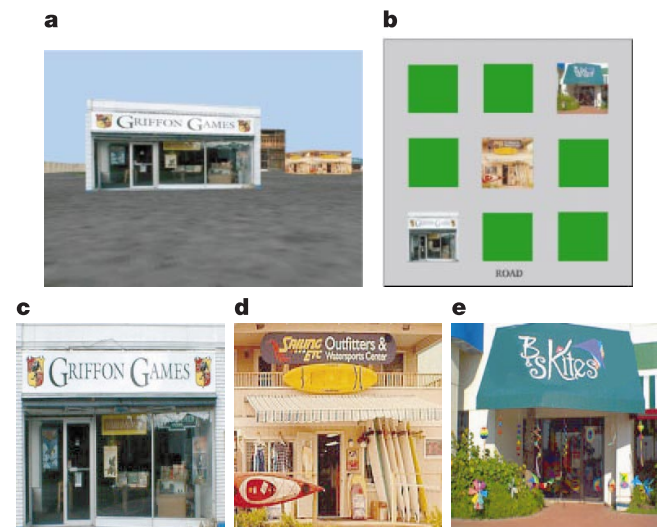 a
b
GRIFFON GAMES
ROAD
c
d
e
GRIFFON GAMES
SAILING
ETC
Outfitters &
Watersports Center
B
S Kites